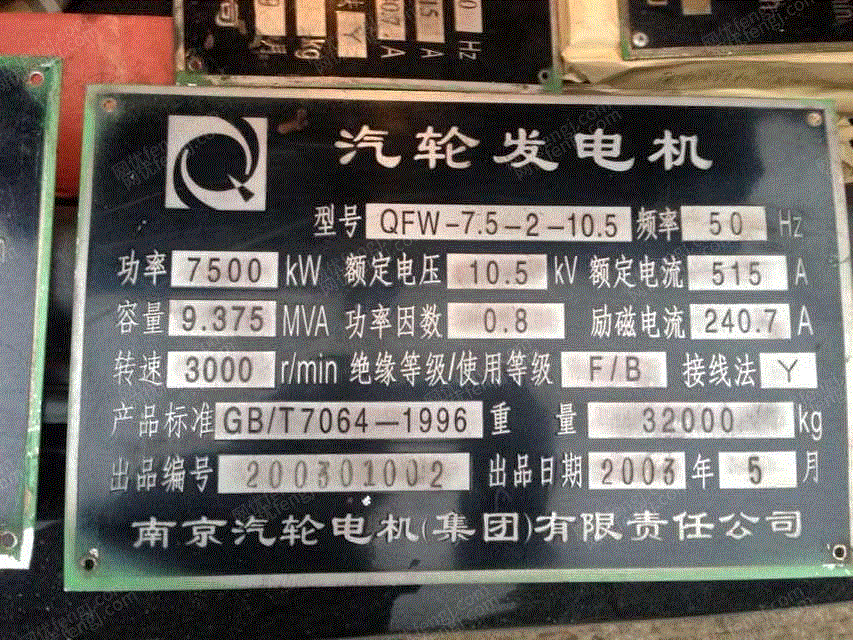 Hz
kg
Y
A
A
汽轮发电机
型号 QFW-7.5-2-10.5 频率 50 Hz
功率 7500 kW 额定电压 10.5 kV 额定电流 515 A
容量 9.375 MVA 功率因数 0.8 励磁电流 240.7 A
转速 3000 r/min 绝缘等级/使用等级 F/B 接线法 Y
产品标准 GB/T7064-1996 重 量 32000 kg
出品编号 200301002 出品日期 2003 年 5 月
南京汽轮电机(集团)有限责任公司